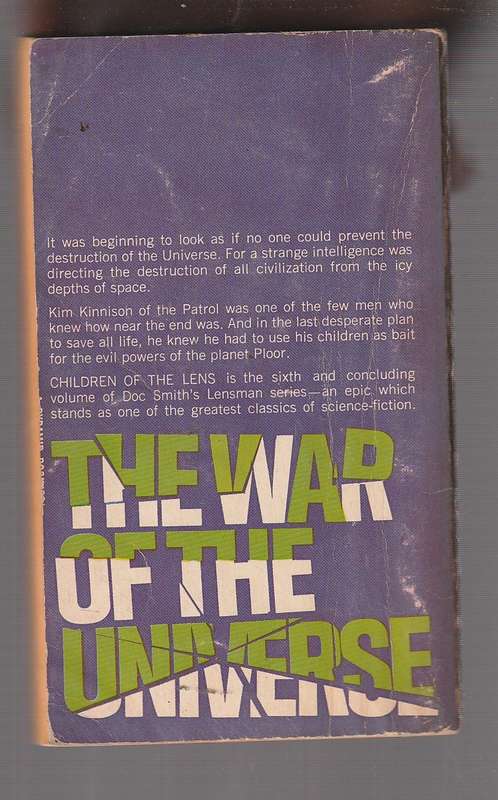 It was beginning to look as if no one could prevent the
destruction of the Universe. For a strange intelligence was
directing the destruction of all civilization from the icy
depths of space.
Kim Kinnison of the Patrol was one of the few men who
knew how near the end was. And in the last desperate plan
to save all life, he knew he had to use his children as bait
for the evil powers of the planet Ploor.
CHILDREN OF THE LENS is the sixth and concluding
volume of Doc Smith's Lensman series—an epic which
stands as one of the greatest classics of science-fiction.
THE WAR
OF THE
UNIVERSE